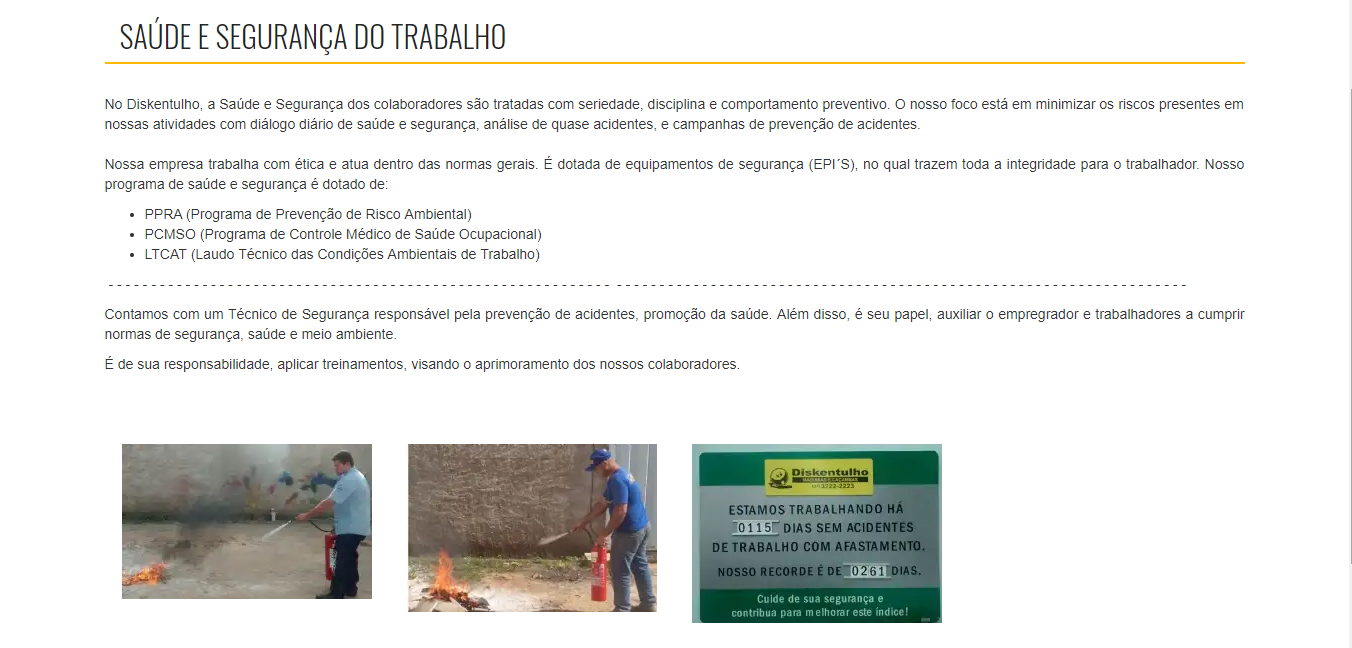 SAÚDE E SEGURANÇA DO TRABALHO
No Diskentulho, a Saúde e Segurança dos colaboradores são tratadas com seriedade, disciplina e comportamento preventivo. O nosso foco está em minimizar os riscos presentes em
nossas atividades com diálogo diário de saúde e segurança, análise de quase acidentes, e campanhas de prevenção de acidentes.
Nossa empresa trabalha com ética e atua dentro das normas gerais. É dotada de equipamentos de segurança (EPI´S), no qual trazem toda a integridade para o trabalhador. Nosso
programa de saúde e segurança é dotado de:
• PPRA (Programa de Prevenção de Risco Ambiental)
• PCMSO (Programa de Controle Médico de Saúde Ocupacional)
• LTCAT (Laudo Técnico das Condições Ambientais de Trabalho)
Contamos com um Técnico de Segurança responsável pela prevenção de acidentes, promoção da saúde. Além disso, é seu papel, auxiliar o empregrador e trabalhadores a cumprir
normas de segurança, saúde e meio ambiente.
É de sua responsabilidade, aplicar treinamentos, visando o aprimoramento dos nossos colaboradores.
Diskentulho
MÁQUINAS E CAÇAMBAS
3222-2223
ESTAMOS TRABALHANDO HÁ
0115 DIAS SEM ACIDENTES
DE TRABALHO COM AFASTAMENTO.
NOSSO RECORDE É DE 0261 DIAS.
Cuide de sua segurança e
contribua para melhorar este índice!